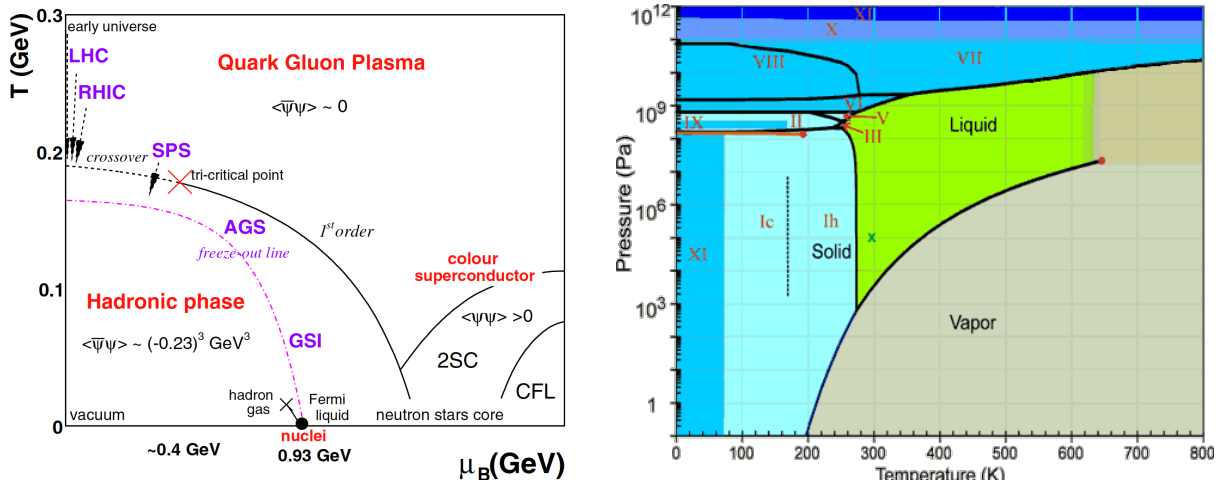 0.3
T (GeV)
early universe
LHC
RHIC
Quark Gluon Plasma
<ψ̅ψ> ~ 0
0.2
crossover
SPS
tri-critical point
AGS
freeze-out line
1st order
colour
superconductor
0.1
Hadronic phase
<ψψ> >0
<ψ̅ψ> ~ (-0.23)³ GeV³
GSI
2SC
CFL
hadron
gas
Fermi
liquid
vacuum
neutron stars core
0
nuclei
~0.4 GeV
0.93 GeV
μB(GeV)
10¹²
XI
X
VIII
VII
10⁹
VI
V
IX
II
III
Liquid
Pressure (Pa)
10⁶
Ic
Ih
x
XI
Solid
10³
Vapor
1
0
100
200
300
400
500
600
700
800
Temperature (K)